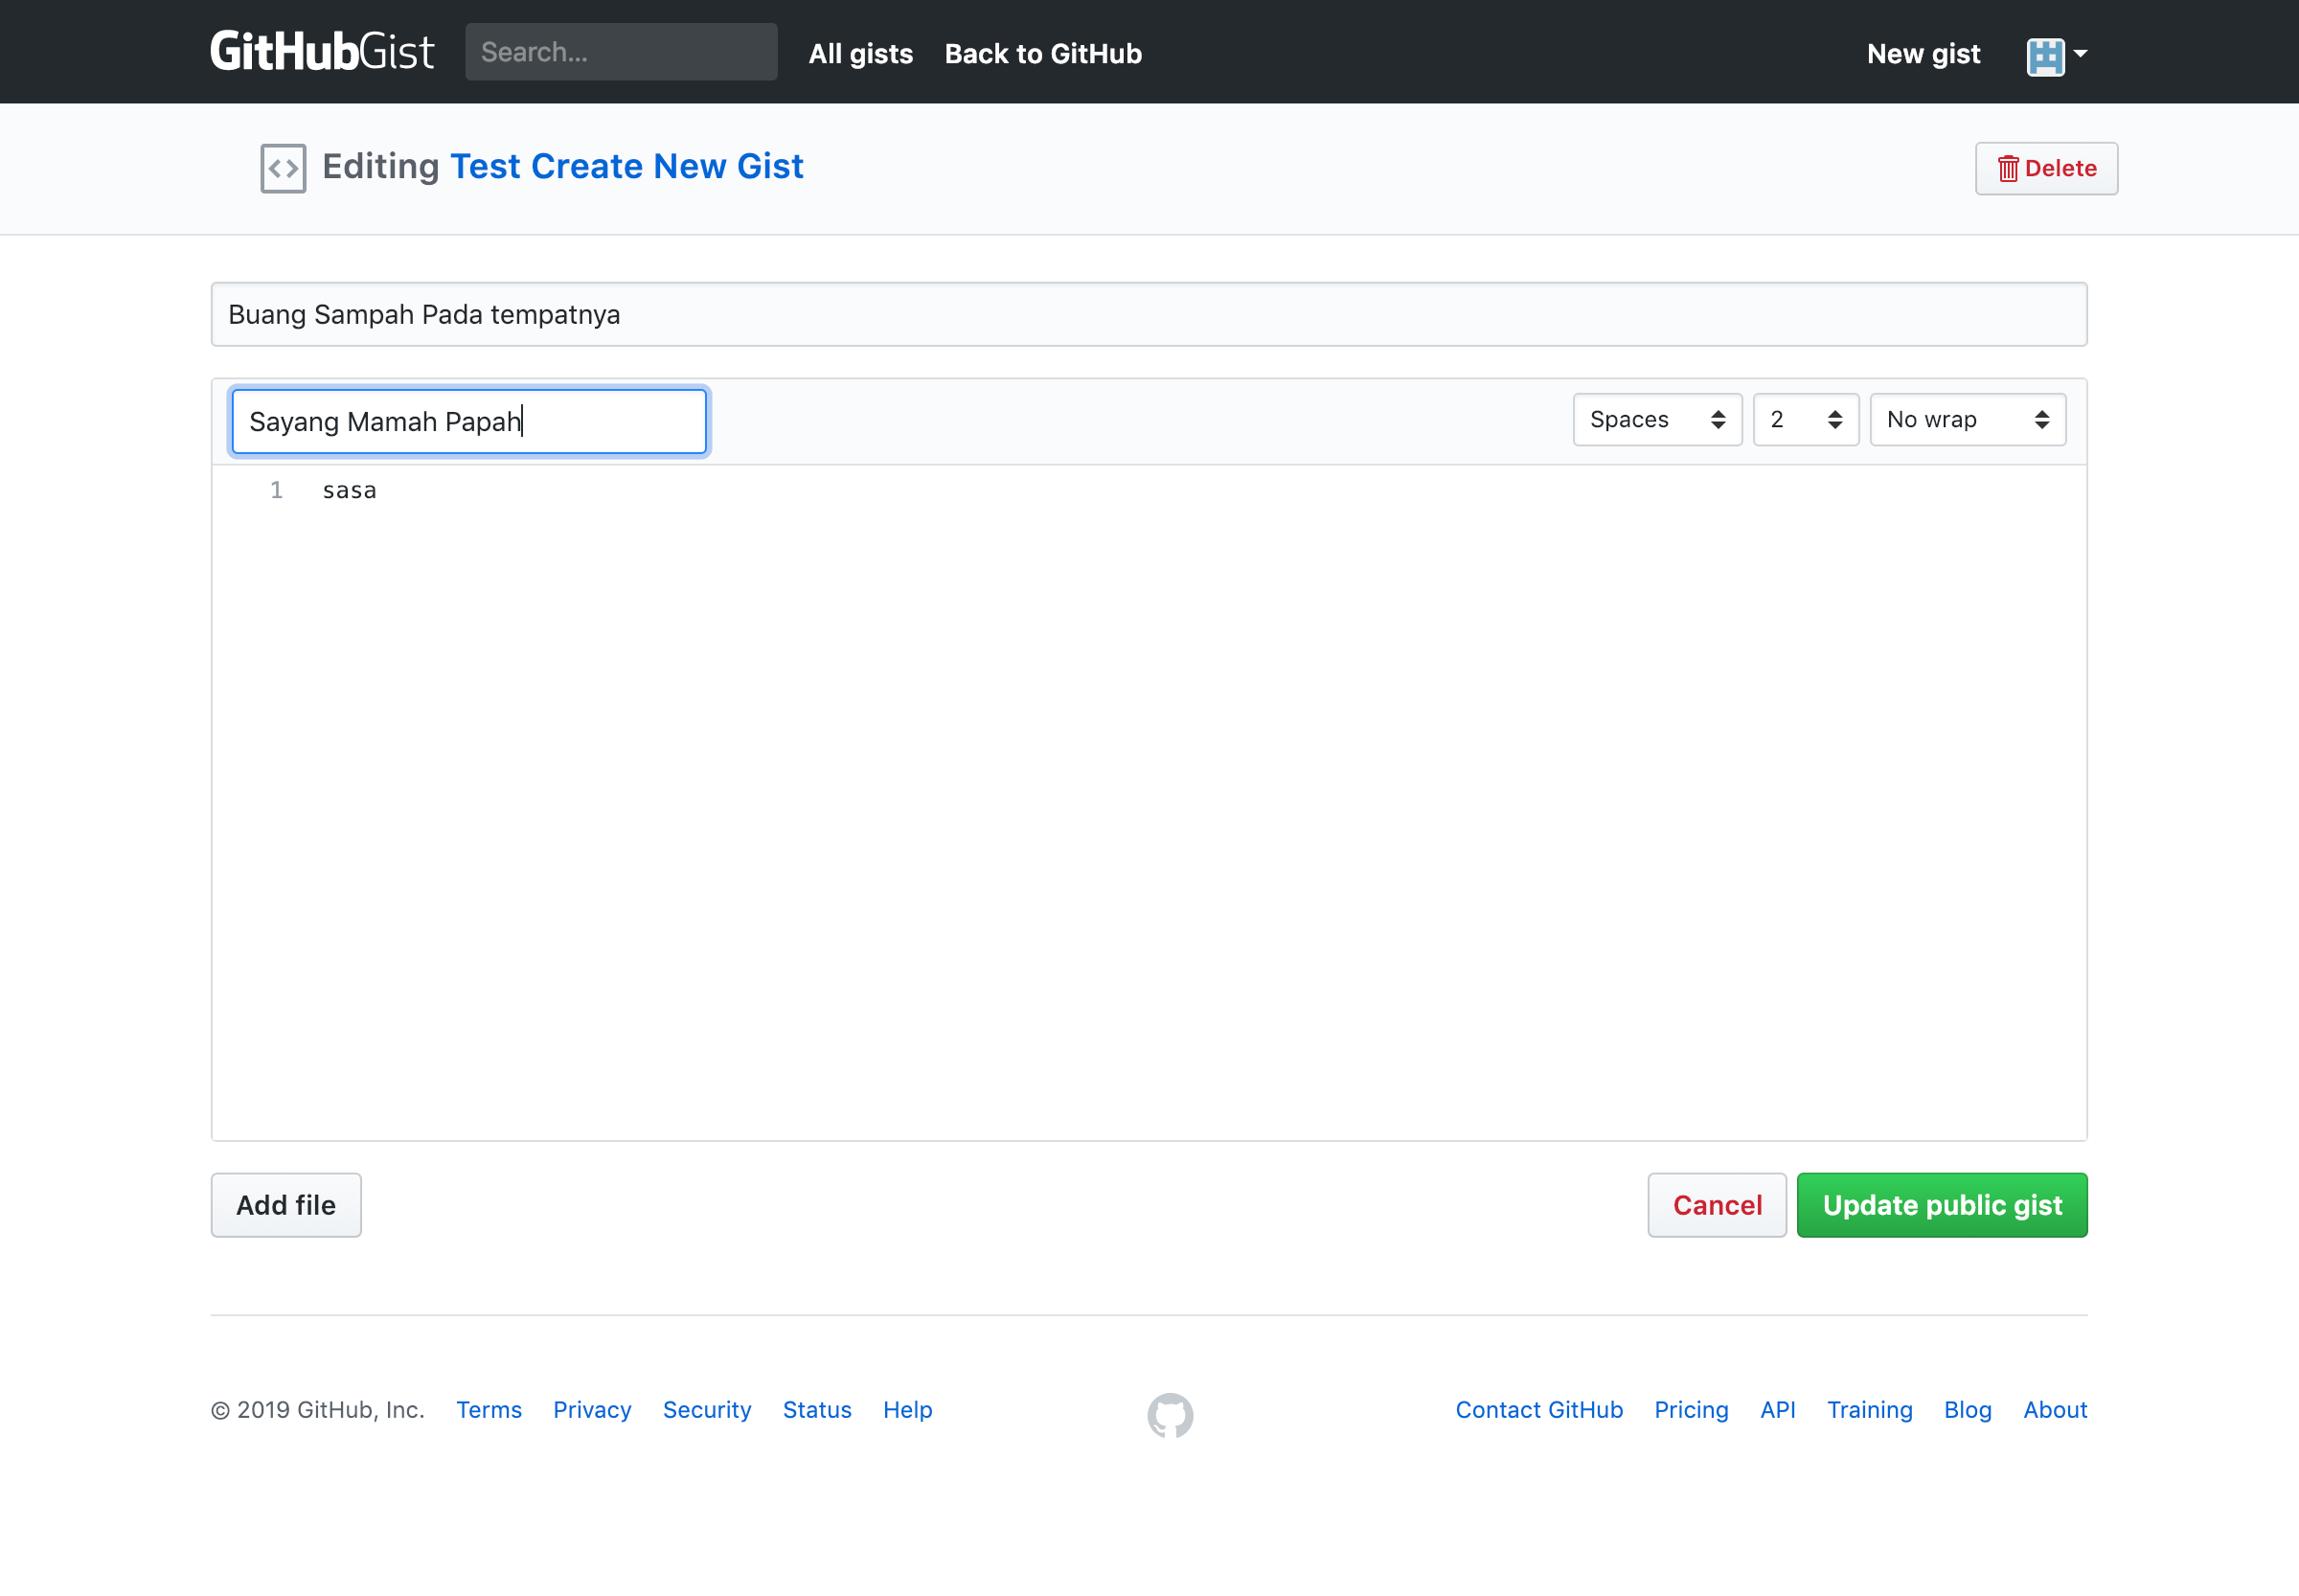 GitHubGist Search... All gists Back to GitHub New gist
Editing Test Create New Gist Delete
Buang Sampah Pada tempatnya
Sayang Mamah Papah Spaces 2 No wrap
1 sasa
Add file Cancel Update public gist
© 2019 GitHub, Inc. Terms Privacy Security Status Help Contact GitHub Pricing API Training Blog About